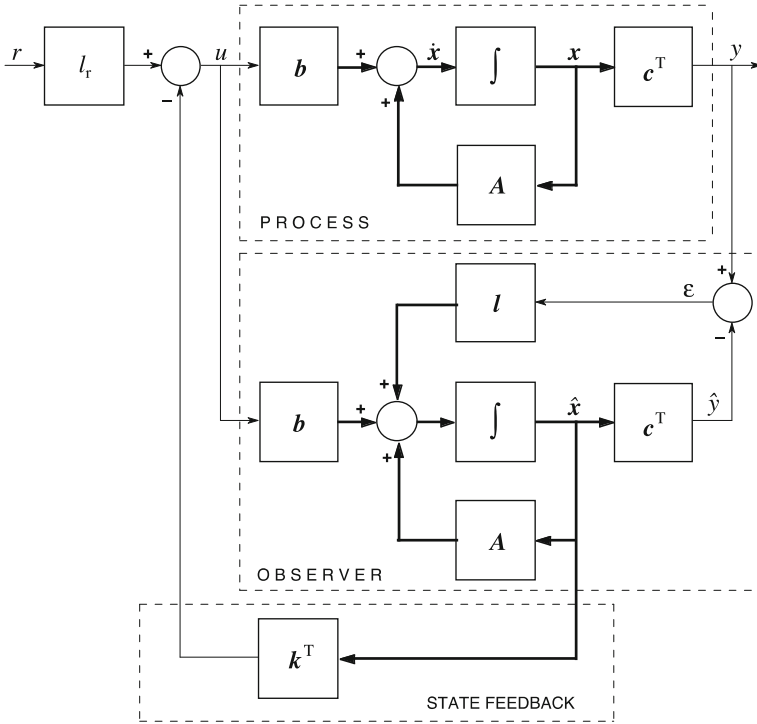 r
l_r
+
−
u
b
+
+
ẋ
∫
x
c^T
y
A
PROCESS
l
ε
+
−
b
+
+
+
∫
x̂
c^T
ŷ
A
OBSERVER
k^T
STATE FEEDBACK